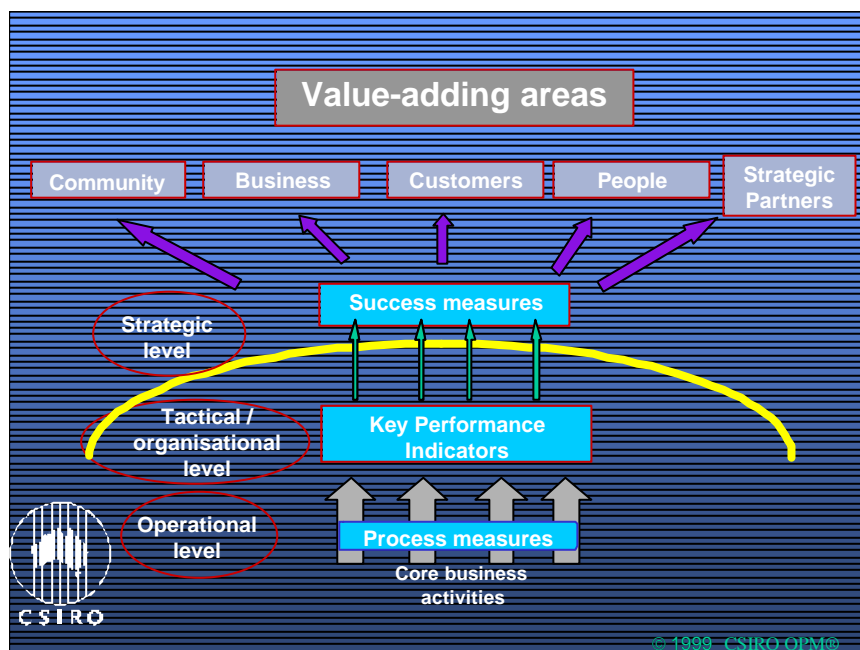 Value-adding areas
Community
Business
Customers
People
Strategic
Partners
Success measures
Strategic
level
Tactical /
organisational
level
Key Performance
Indicators
Operational
level
Process measures
Core business
activities
CSIRO
© 1999 CSIRO OPM®